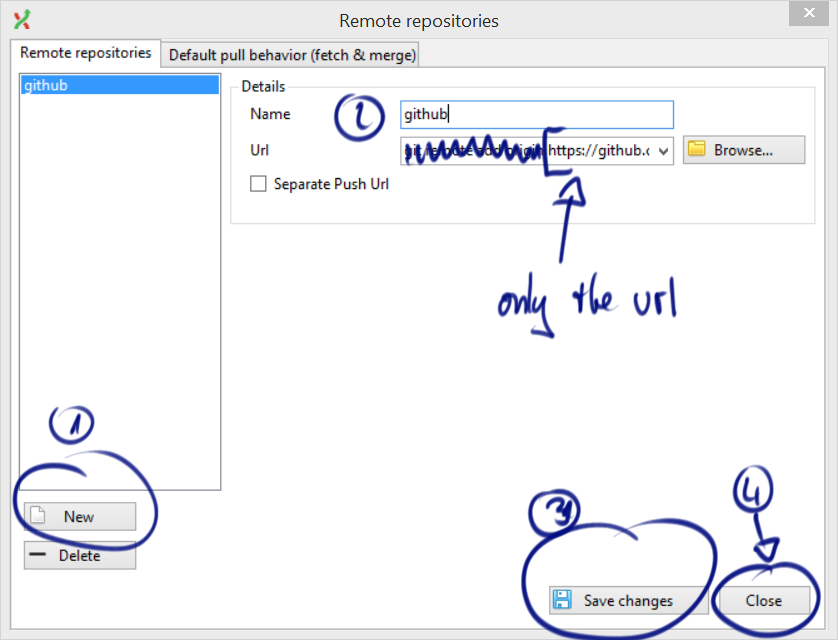 Remote repositories
Remote repositories
Default pull behavior (fetch & merge)
github
Details
Name
2
github
Url
git remote add origin https://github.c
Browse...
Separate Push Url
only the url
1
New
Delete
3
4
Save changes
Close